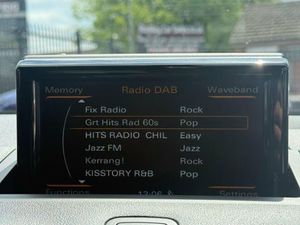 Memory Radio DAB Waveband
Fix Radio Rock
Grt Hits Rad 60s Pop
HITS RADIO CHIL Easy
Jazz FM Jazz
Kerrang! Rock
KISSTORY R&B Pop
Functions 12:06 Settings